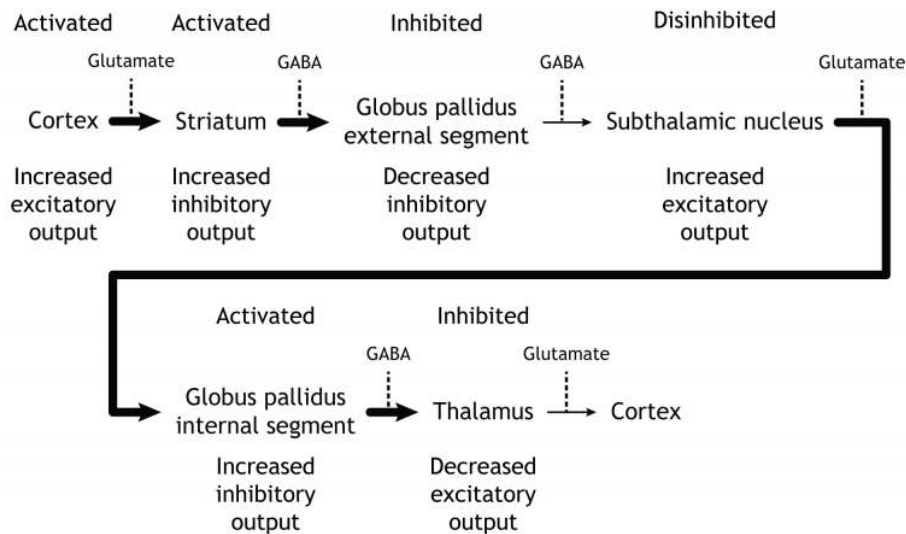 Activated Activated Inhibited Disinhibited
Glutamate GABA GABA Glutamate
Cortex Striatum Globus pallidus
external segment Subthalamic nucleus
Increased
excitatory
output
Increased
inhibitory
output
Decreased
inhibitory
output
Increased
excitatory
output
Activated Inhibited
GABA Glutamate
Globus pallidus
internal segment Thalamus Cortex
Increased
inhibitory
output
Decreased
excitatory
output